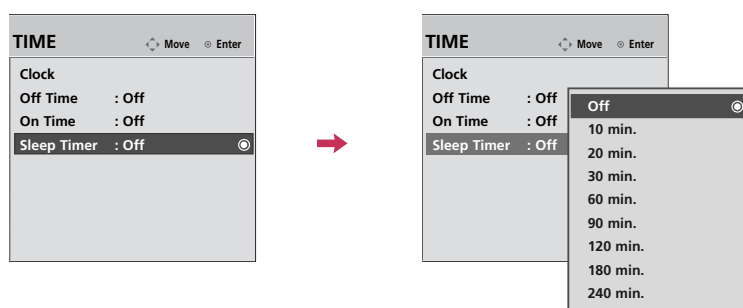 TIME Move Enter
Clock
Off Time : Off
On Time : Off
Sleep Timer : Off
TIME Move Enter
Clock
Off Time : Off
On Time : Off
Sleep Timer : Off
Off
10 min.
20 min.
30 min.
60 min.
90 min.
120 min.
180 min.
240 min.